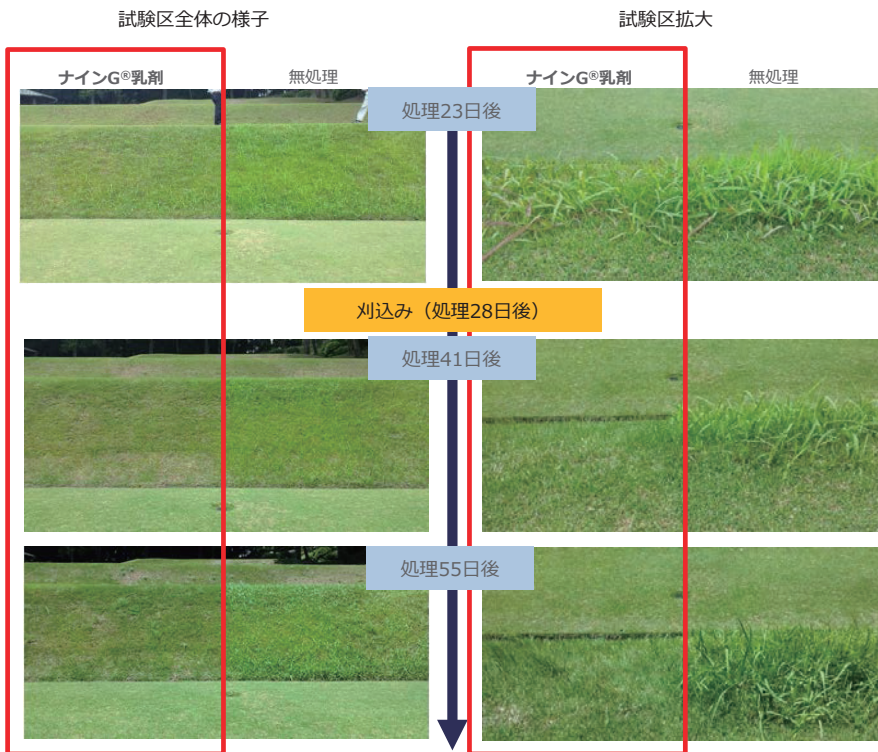 試験区全体の様子
試験区拡大
ナインG®乳剤
無処理
ナインG®乳剤
無処理
処理23日後
刈込み（処理28日後）
処理41日後
処理55日後